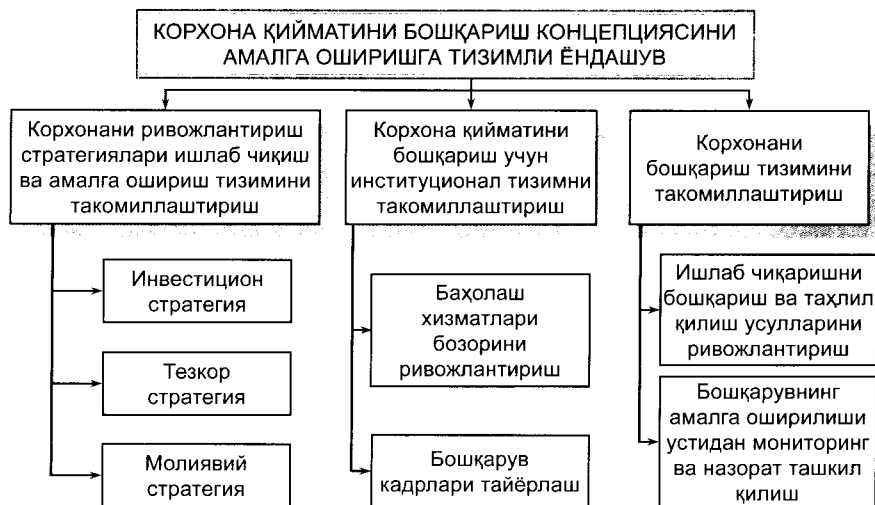 КОРХОНА ҚИЙМАТИНИ БОШҚАРИШ КОНЦЕПЦИЯСИНИ
АМАЛГА ОШИРИШГА ТИЗИМЛИ ЁНДАШУВ
Корхонани ривожлантириш
стратегиялари ишлаб чиқиш
ва амалга ошириш тизимини
такомиллаштириш
Инвестицион
стратегия
Тезкор
стратегия
Молиявий
стратегия
Корхона қийматини
бошқариш учун
институционал тизимни
такомиллаштириш
Баҳолаш
хизматлари
бозорини
ривожлантириш
Бошқарув
кадрлари тайёрлаш
Корхонани
бошқариш тизимини
такомиллаштириш
Ишлаб чиқаришни
бошқариш ва таҳлил
қилиш усулларини
ривожлантириш
Бошқарувнинг
амалга оширилиши
устидан мониторинг
ва назорат ташкил
қилиш